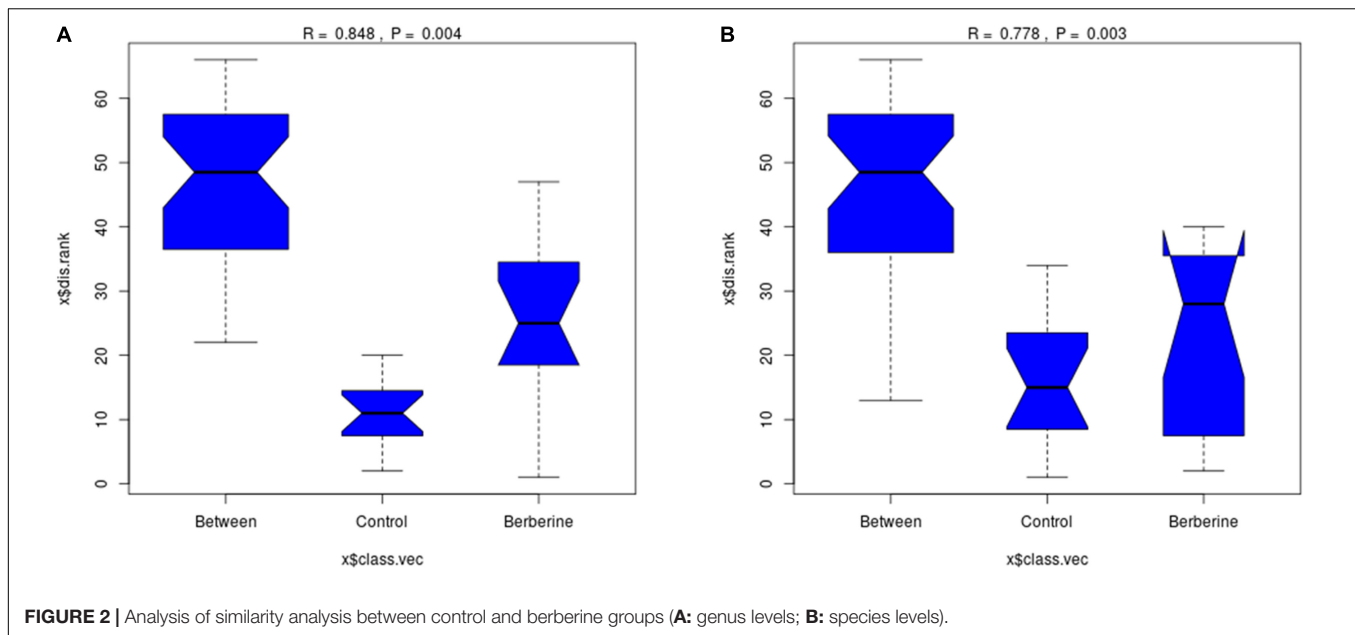 A
R = 0.848 , P = 0.004
x$dis.rank
60
50
40
30
20
10
0
Between Control Berberine
x$class.vec
B
R = 0.778 , P = 0.003
x$dis.rank
60
50
40
30
20
10
0
Between Control Berberine
x$class.vec
FIGURE 2 | Analysis of similarity analysis between control and berberine groups (A: genus levels; B: species levels).